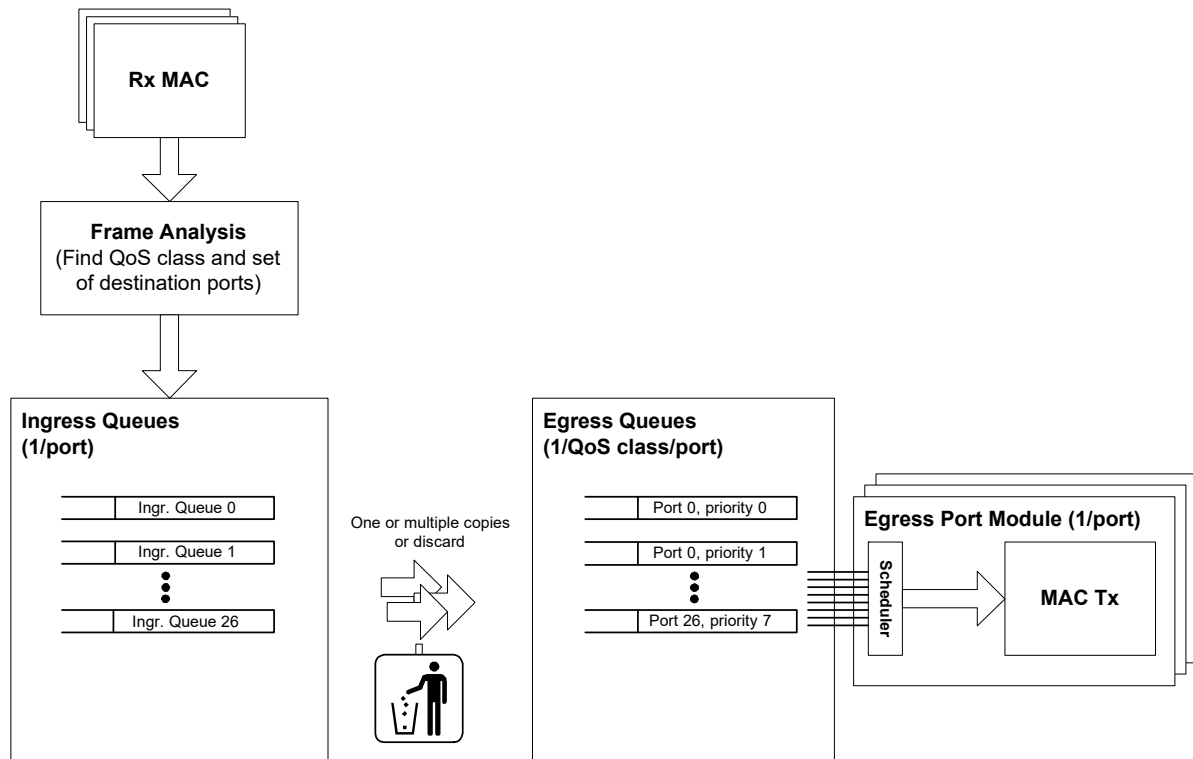 Rx MAC
Frame Analysis
(Find QoS class and set
of destination ports)
Ingress Queues
(1/port)
Ingr. Queue 0
Ingr. Queue 1
Ingr. Queue 26
One or multiple copies
or discard
Egress Queues
(1/QoS class/port)
Port 0, priority 0
Port 0, priority 1
Port 26, priority 7
Egress Port Module (1/port)
Scheduler
MAC Tx